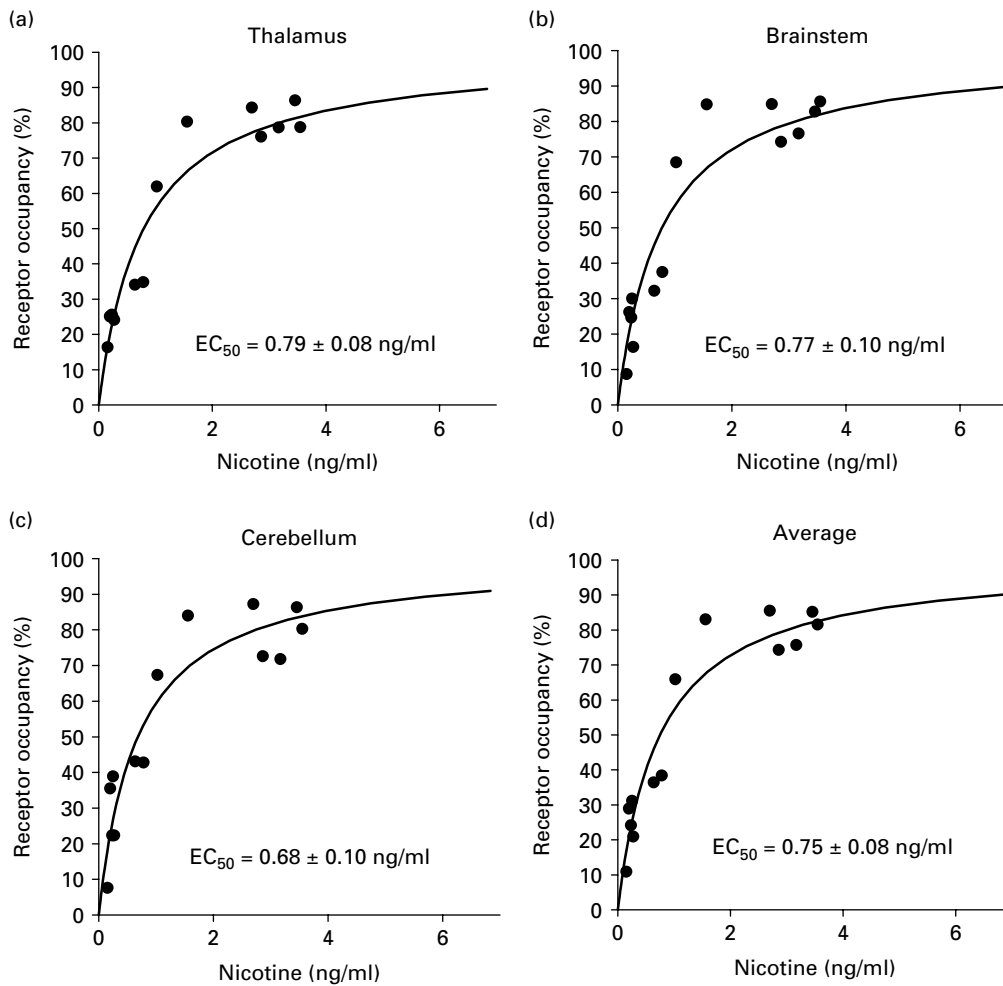 (a)
Thalamus
100
90
80
70
60
50
40
30
20
10
0
Receptor occupancy (%)
EC50 = 0.79 ± 0.08 ng/ml
0 2 4 6
Nicotine (ng/ml)
(b)
Brainstem
100
90
80
70
60
50
40
30
20
10
0
Receptor occupancy (%)
EC50 = 0.77 ± 0.10 ng/ml
0 2 4 6
Nicotine (ng/ml)
(c)
Cerebellum
100
90
80
70
60
50
40
30
20
10
0
Receptor occupancy (%)
EC50 = 0.68 ± 0.10 ng/ml
0 2 4 6
Nicotine (ng/ml)
(d)
Average
100
90
80
70
60
50
40
30
20
10
0
Receptor occupancy (%)
EC50 = 0.75 ± 0.08 ng/ml
0 2 4 6
Nicotine (ng/ml)